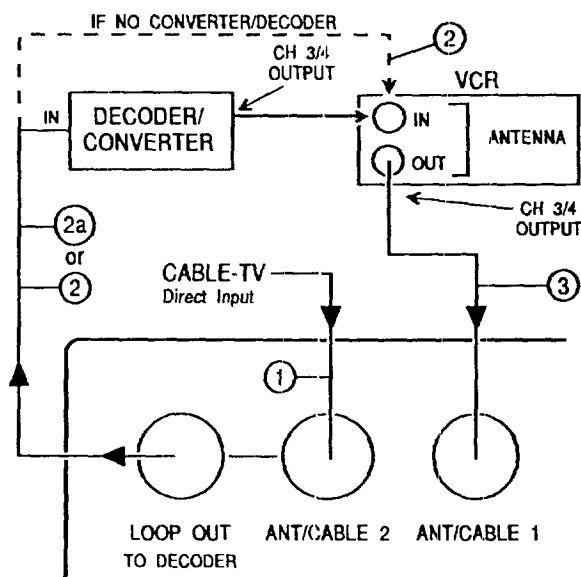 IF NO CONVERTER/DECODER
2
CH 3/4
OUTPUT
VCR
IN
DECODER/
CONVERTER
IN
ANTENNA
OUT
CH 3/4
OUTPUT
2a
or
2
CABLE-TV
Direct Input
3
1
LOOP OUT
TO DECODER
ANT/CABLE 2
ANT/CABLE 1